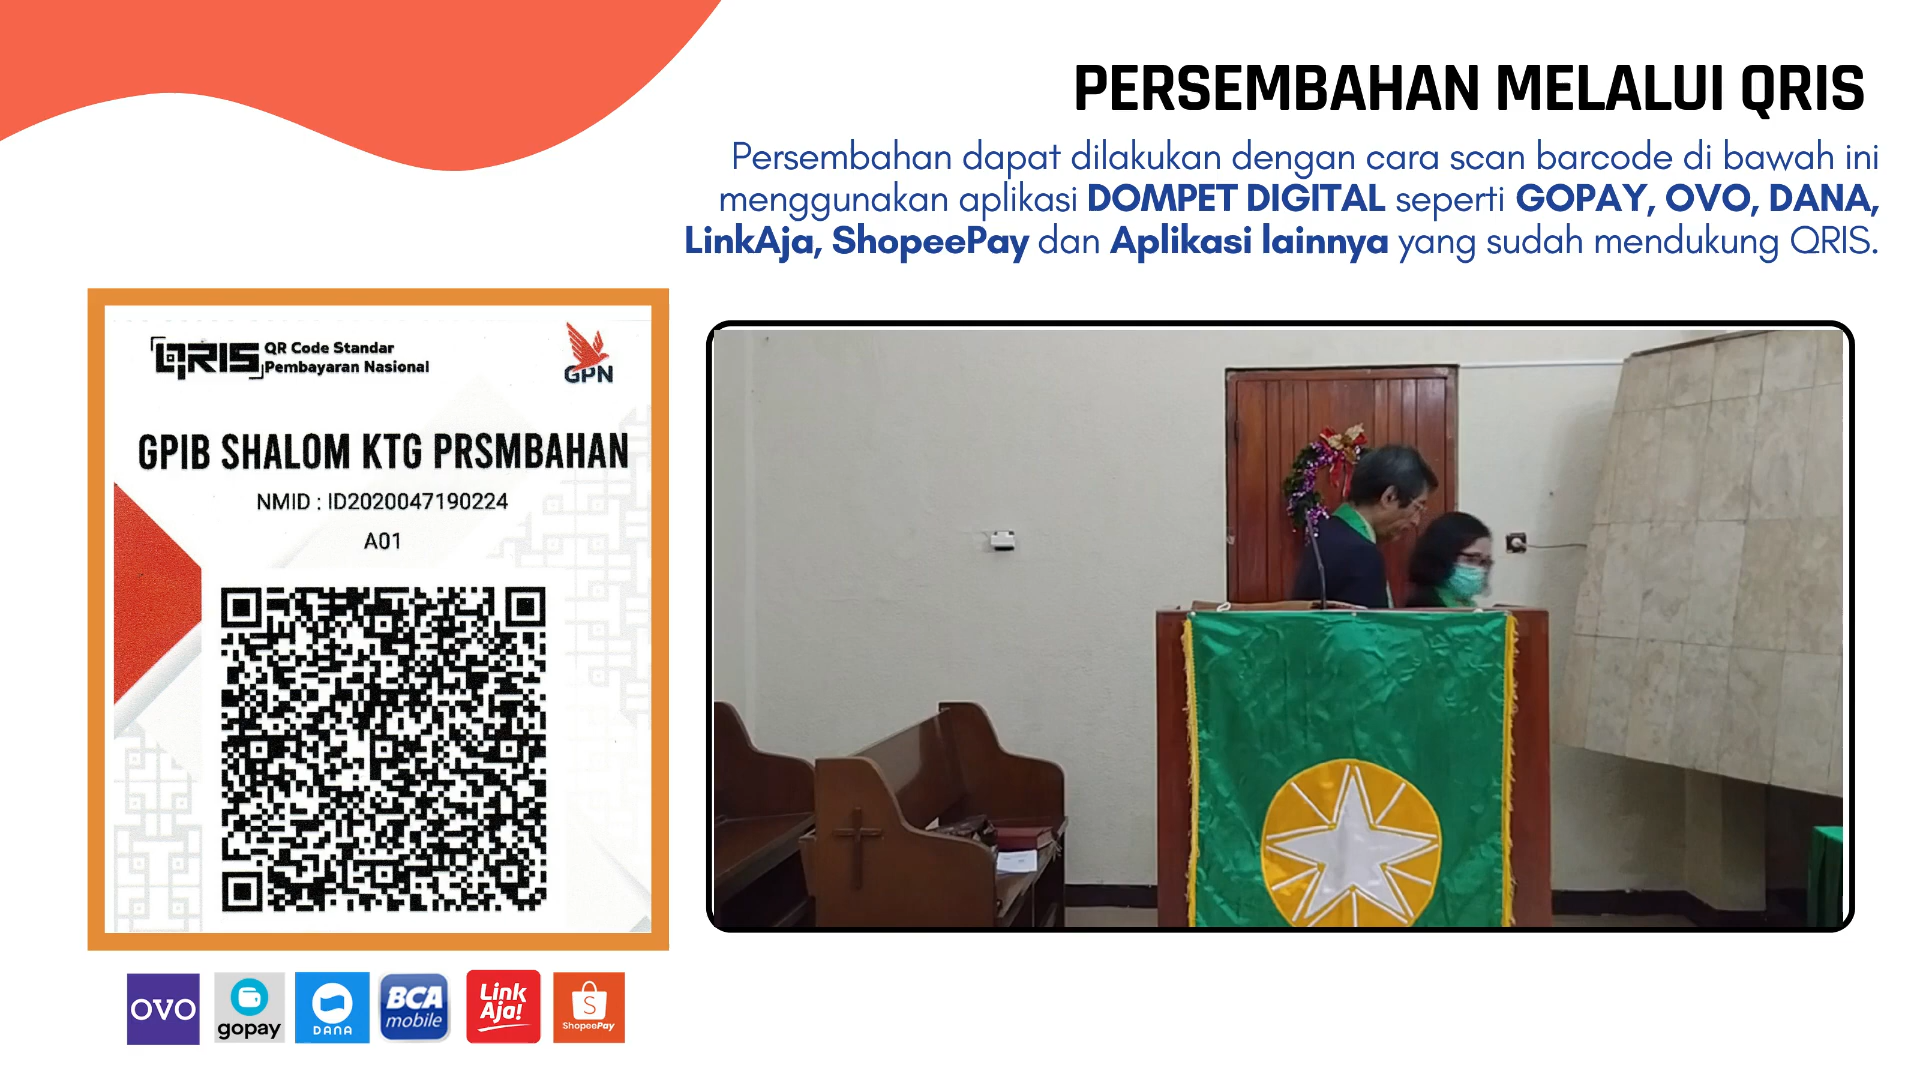 PERSEMBAHAN MELALUI QRIS
Persembahan dapat dilakukan dengan cara scan barcode di bawah ini
menggunakan aplikasi DOMPET DIGITAL seperti GOPAY, OVO, DANA,
LinkAja, ShopeePay dan Aplikasi lainnya yang sudah mendukung QRIS.
QRIS QR Code Standar
Pembayaran Nasional
GPN
GPIB SHALOM KTG PRSMBAHAN
NMID : ID2020047190224
A01
OVO
gopay
DANA
BCA
mobile
Link
Aja!
S
ShopeePay